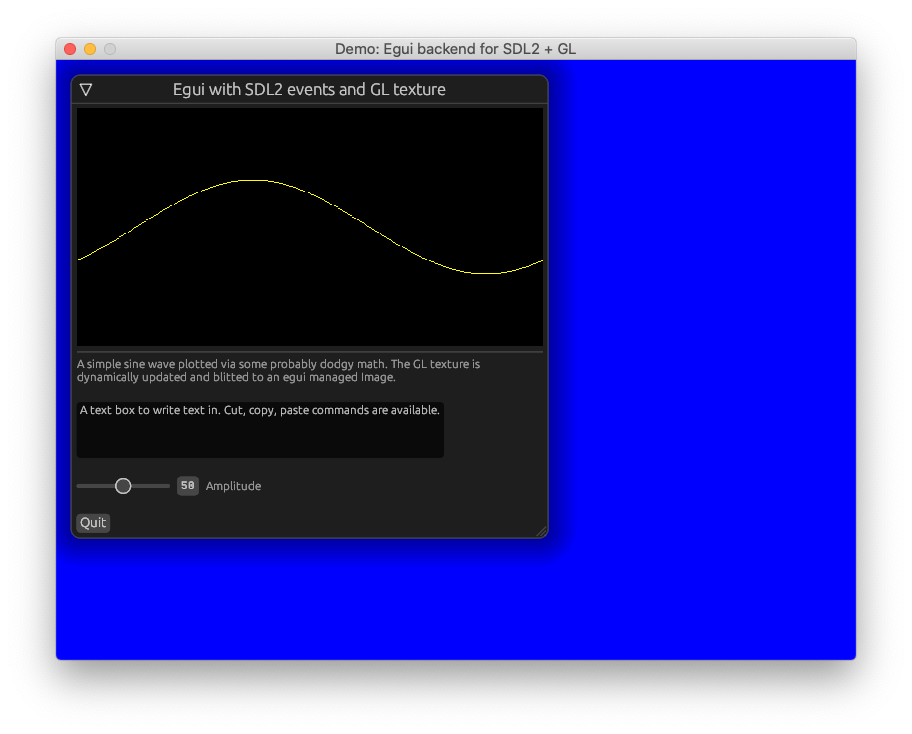 Demo: Egui backend for SDL2 + GL
Egui with SDL2 events and GL texture
A simple sine wave plotted via some probably dodgy math. The GL texture is
dynamically updated and blitted to an egui managed Image.
A text box to write text in. Cut, copy, paste commands are available.
50 Amplitude
Quit